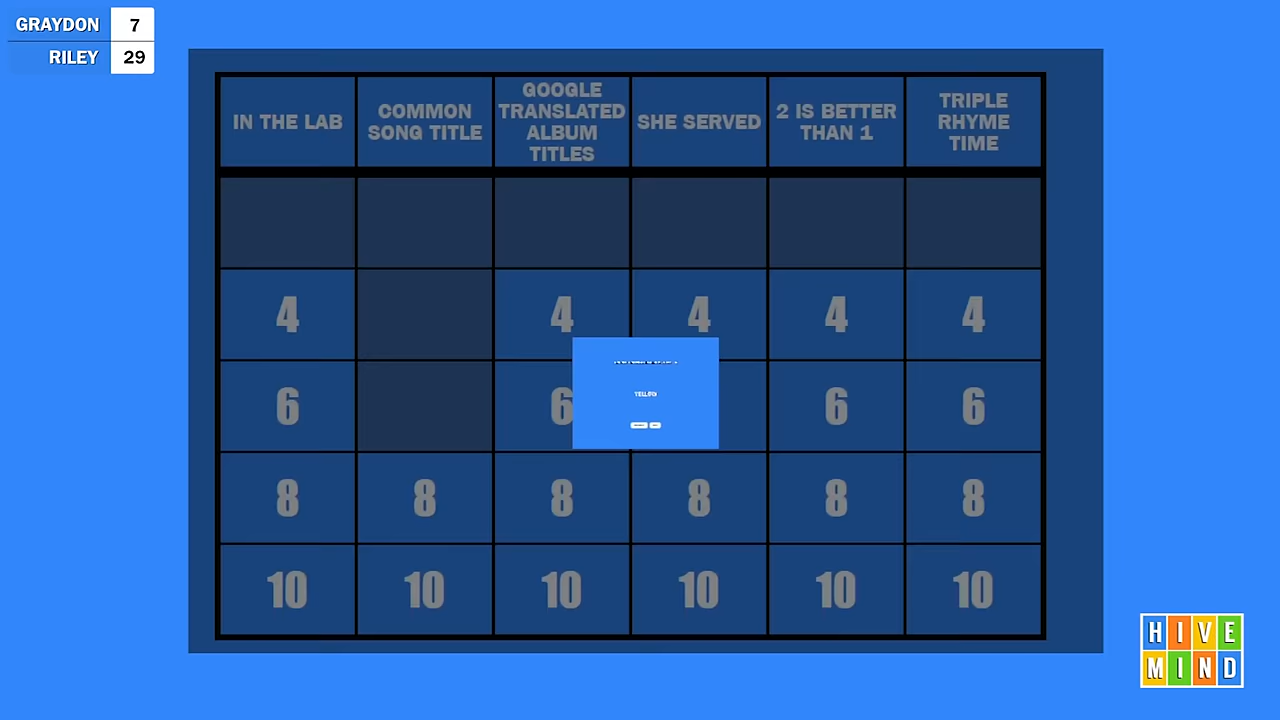 GRAYDON 7
RILEY 29
IN THE LAB
COMMON
SONG TITLE
GOOGLE
TRANSLATED
ALBUM
TITLES
SHE SERVED
2 IS BETTER
THAN 1
TRIPLE
RHYME
TIME
4 4 4 4 4
6 6 6 6
8 8 8 8 8 8
10 10 10 10 10 10
HIVE
MIND